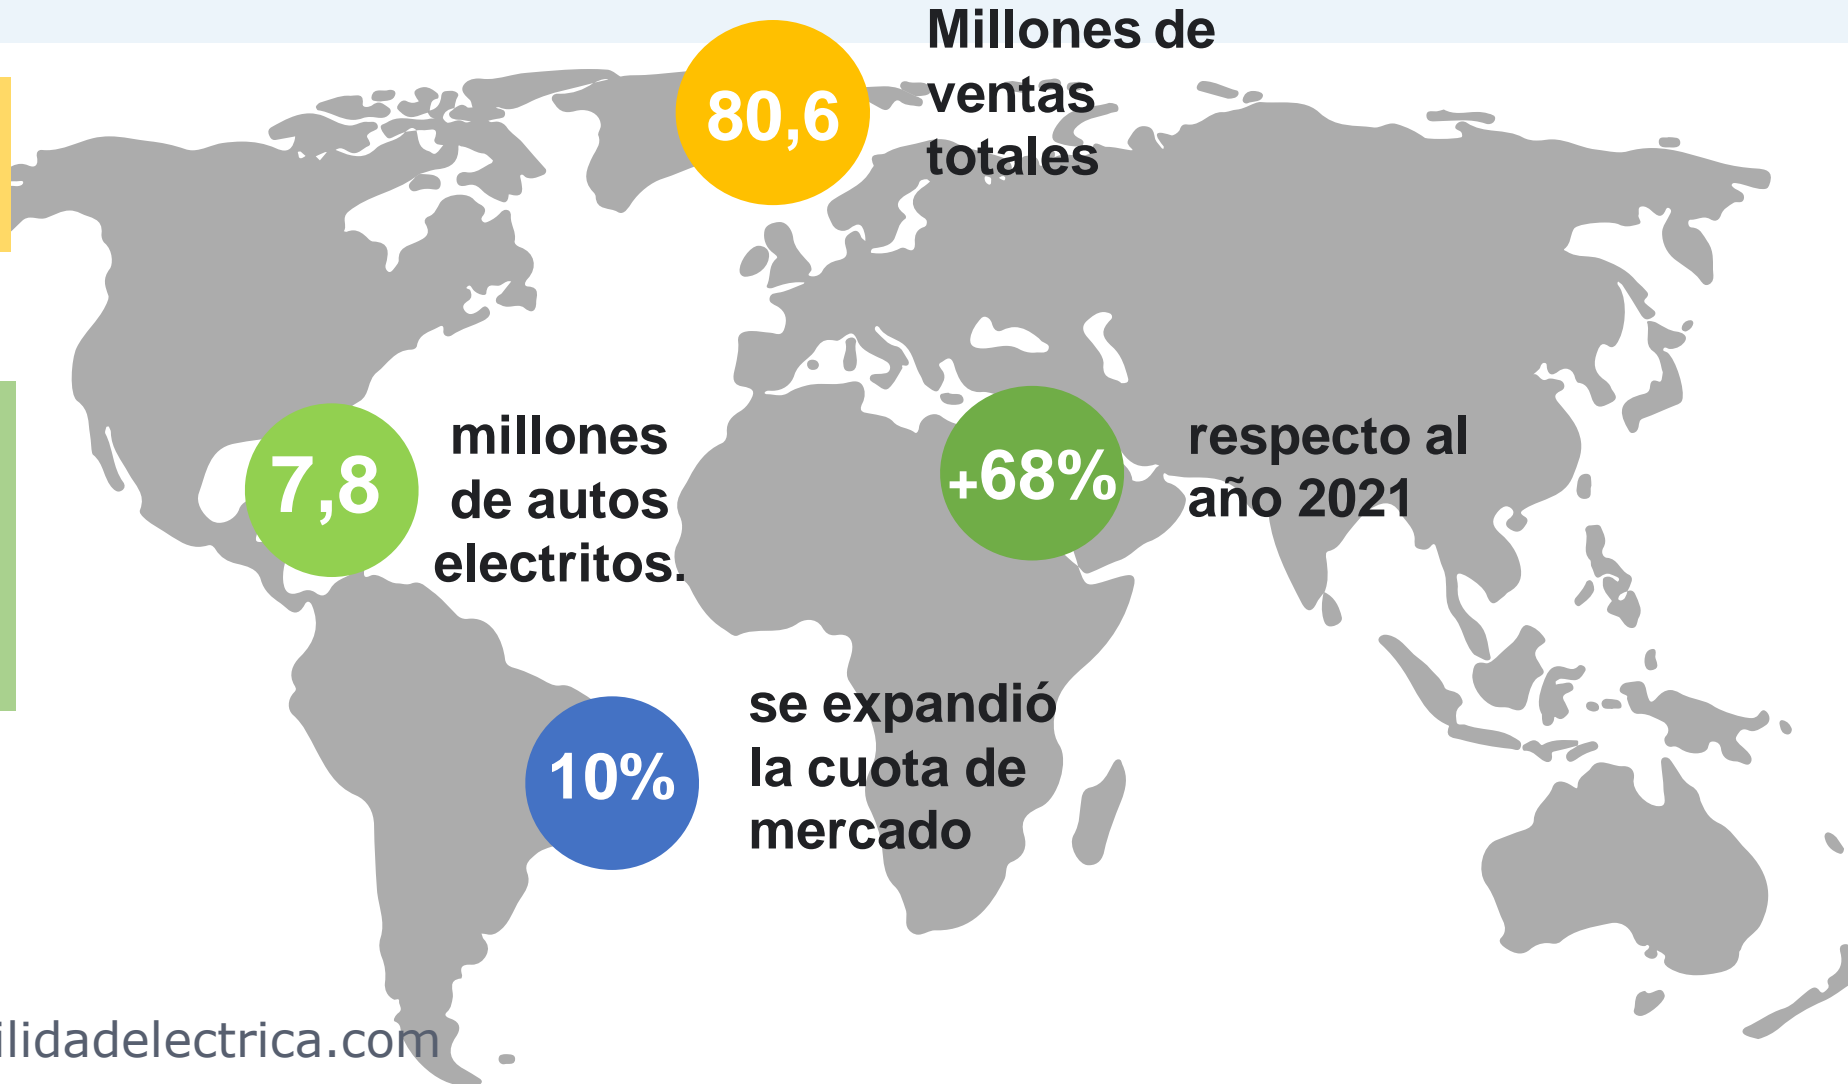 80,6
Millones de
ventas
totales
7,8
millones
de autos
electritos.
+68%
respecto al
año 2021
10%
se expandió
la cuota de
mercado
ilidadelectrica.com